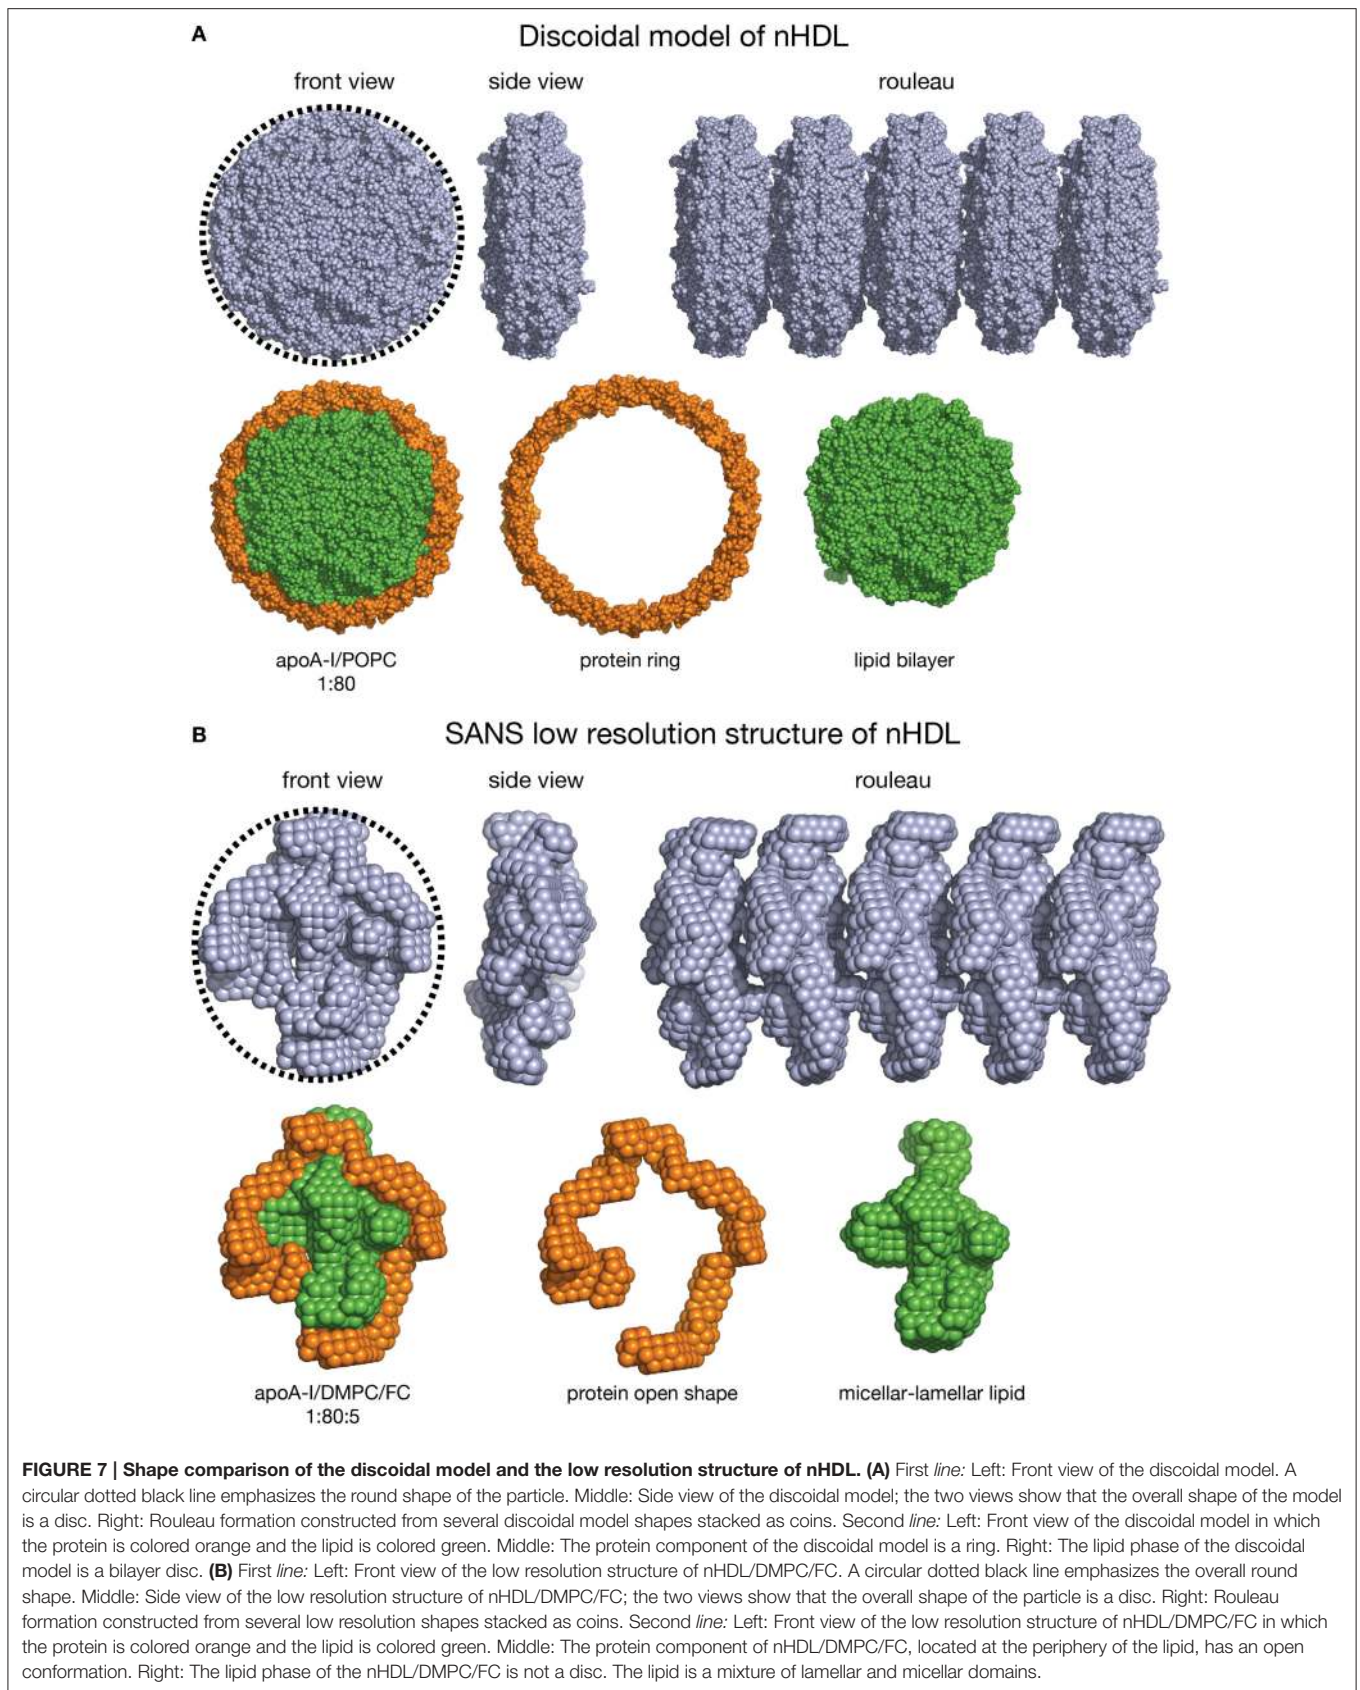 A
Discoidal model of nHDL
front view
side view
rouleau
apoA-I/POPC
1:80
protein ring
lipid bilayer
B
SANS low resolution structure of nHDL
front view
side view
rouleau
apoA-I/DMPC/FC
1:80:5
protein open shape
micellar-lamellar lipid
FIGURE 7 | Shape comparison of the discoidal model and the low resolution structure of nHDL. (A) First line: Left: Front view of the discoidal model. A
circular dotted black line emphasizes the round shape of the particle. Middle: Side view of the discoidal model; the two views show that the overall shape of the model
is a disc. Right: Rouleau formation constructed from several discoidal model shapes stacked as coins. Second line: Left: Front view of the discoidal model in which
the protein is colored orange and the lipid is colored green. Middle: The protein component of the discoidal model is a ring. Right: The lipid phase of the discoidal
model is a bilayer disc. (B) First line: Left: Front view of the low resolution structure of nHDL/DMPC/FC. A circular dotted black line emphasizes the overall round
shape. Middle: Side view of the low resolution structure of nHDL/DMPC/FC; the two views show that the overall shape of the particle is a disc. Right: Rouleau
formation constructed from several low resolution shapes stacked as coins. Second line: Left: Front view of the low resolution structure of nHDL/DMPC/FC in which
the protein is colored orange and the lipid is colored green. Middle: The protein component of nHDL/DMPC/FC, located at the periphery of the lipid, has an open
conformation. Right: The lipid phase of the nHDL/DMPC/FC is not a disc. The lipid is a mixture of lamellar and micellar domains.